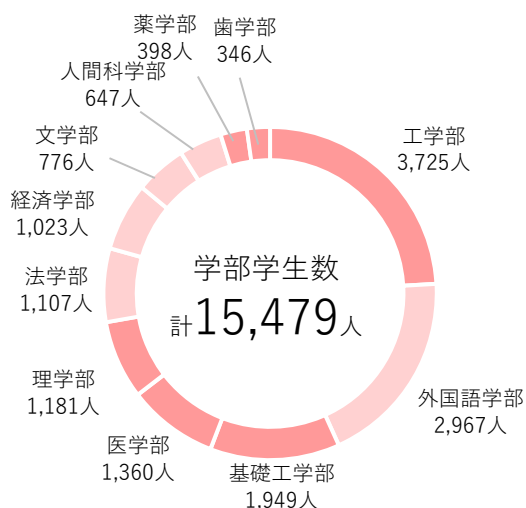 薬学部
398人
歯学部
346人
人間科学部
647人
文学部
776人
経済学部
1,023人
法学部
1,107人
理学部
1,181人
医学部
1,360人
基礎工学部
1,949人
外国語学部
2,967人
工学部
3,725人
学部学生数
計15,479人